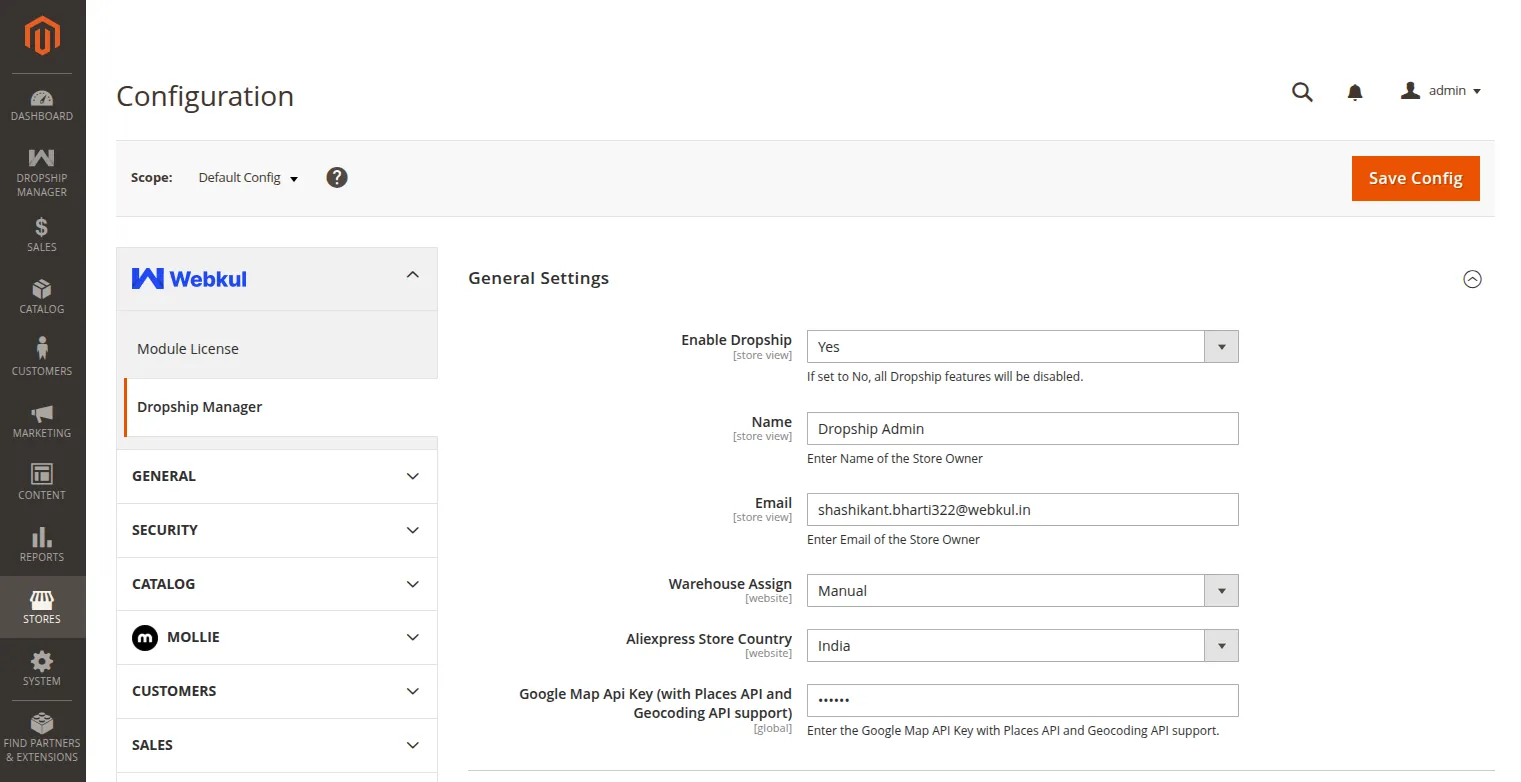 DASHBOARD
DROPSHIP
MANAGER
SALES
CATALOG
CUSTOMERS
MARKETING
CONTENT
REPORTS
STORES
SYSTEM
FIND PARTNERS
& EXTENSIONS
Configuration
admin
Scope: Default Config ?
Save Config
Webkul
Module License
Dropship Manager
GENERAL
SECURITY
CATALOG
m MOLLIE
CUSTOMERS
SALES
General Settings
Enable Dropship
[store view]
Yes
If set to No, all Dropship features will be disabled.
Name
[store view]
Dropship Admin
Enter Name of the Store Owner
Email
[store view]
shashikant.bharti322@webkul.in
Enter Email of the Store Owner
Warehouse Assign
[website]
Manual
Aliexpress Store Country
[website]
India
Google Map Api Key (with Places API and
Geocoding API support)
[global]
••••••
Enter the Google Map API Key with Places API and Geocoding API support.